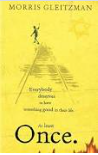 MORRIS GLEITZMAN
Everybody
deserves
to have
something good
in their life.
At least
Once.